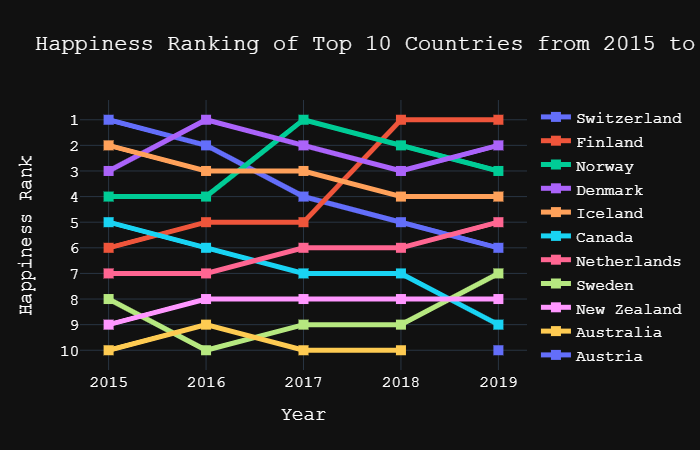 Happiness Ranking of Top 10 Countries from 2015 to
Happiness Rank
1
2
3
4
5
6
7
8
9
10
2015 2016 2017 2018 2019
Year
Switzerland
Finland
Norway
Denmark
Iceland
Canada
Netherlands
Sweden
New Zealand
Australia
Austria